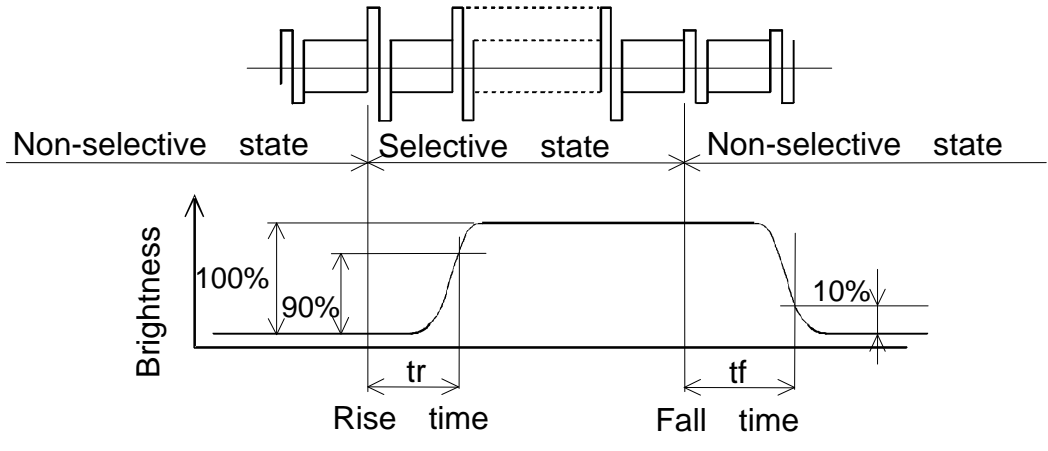 Non-selective state Selective state Non-selective state
Brightness
100%
90%
10%
tr tf
Rise time Fall time